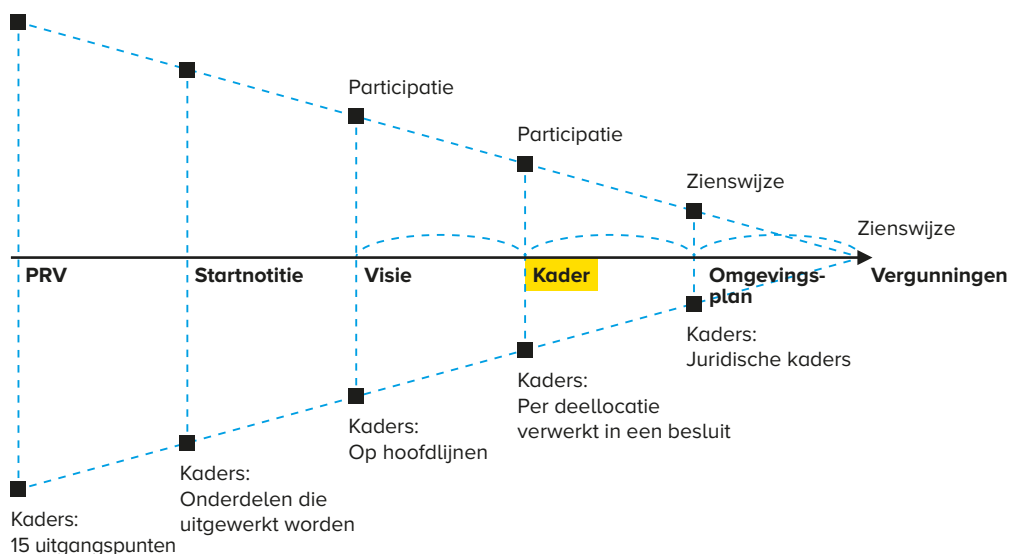 Participatie
Participatie
Zienswijze
Zienswijze
PRV
Startnotitie
Visie
Kader
Omgevings-
plan
Vergunningen
Kaders:
Juridische kaders
Kaders:
Per deellocatie
verwerkt in een besluit
Kaders:
Op hoofdlijnen
Kaders:
Onderdelen die
uitgewerkt worden
Kaders:
15 uitgangspunten